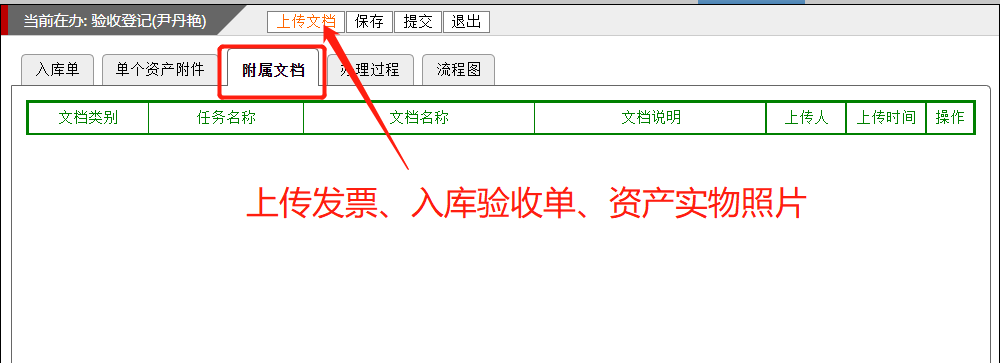 当前在办: 验收登记(尹丹艳) 上传文档 保存 提交 退出
入库单 单个资产附件 附属文档 办理过程 流程图
文档类别 任务名称 文档名称 文档说明 上传人 上传时间 操作
上传发票、入库验收单、资产实物照片